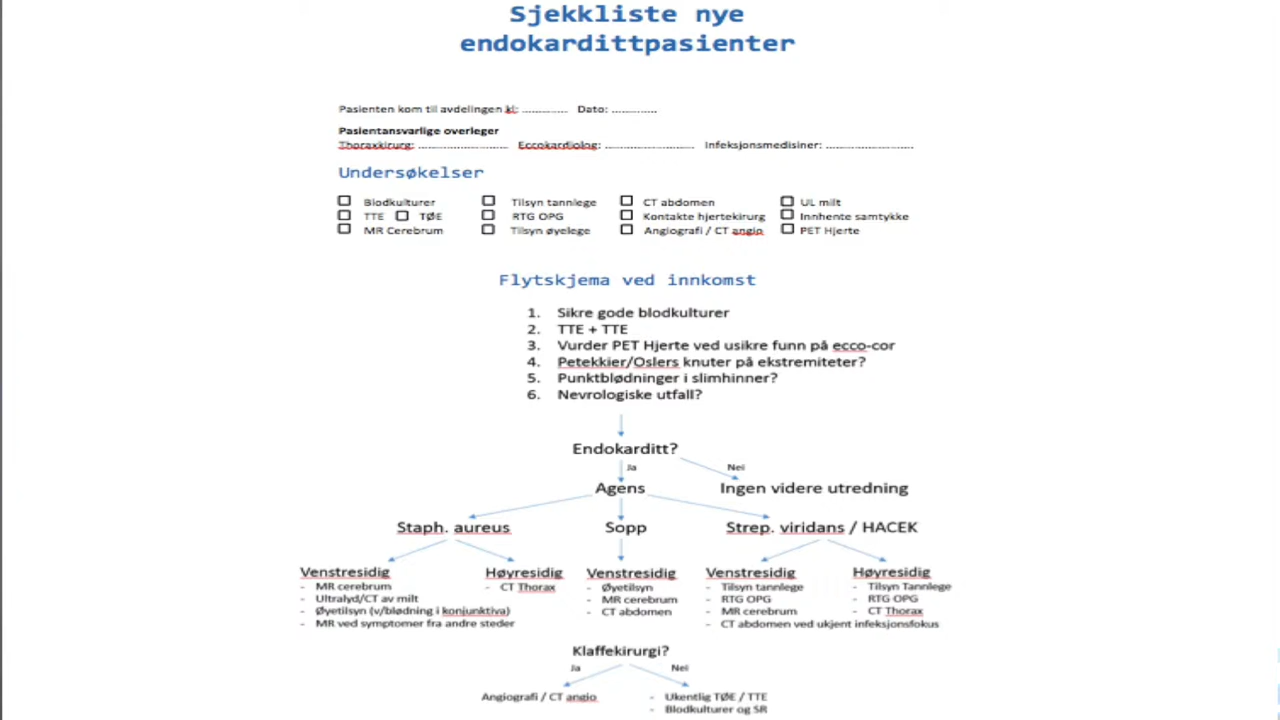 Sjekkliste nye
endokardittpasienter
Pasienten kom til avdelingen kl: .............. Dato: ..............
Pasientansvarlige overleger
Thoraxkirurg: ............................ Eccokardiolog: ............................ Infeksjonsmedisiner: ............................
Undersøkelser
Blodkulturer Tilsyn tannlege CT abdomen UL milt
TTE TØE RTG OPG Kontakte hjertekirurg Innhente samtykke
MR Cerebrum Tilsyn øyelege Angiografi / CT angio PET Hjerte
Flytskjema ved innkomst
1. Sikre gode blodkulturer
2. TTE + TTE
3. Vurder PET Hjerte ved usikre funn på ecco-cor
4. Petekkier/Oslers knuter på ekstremiteter?
5. Punktblødninger i slimhinner?
6. Nevrologiske utfall?
Endokarditt?
Ja Nei
Agens Ingen videre utredning
Staph. aureus Sopp Strep. viridans / HACEK
Venstresidig Høyresidig Venstresidig Venstresidig Høyresidig
- MR cerebrum - CT Thorax - Øyetilsyn - Tilsyn tannlege - Tilsyn Tannlege
- Ultralyd/CT av milt - MR cerebrum - RTG OPG - RTG OPG
- Øyetilsyn (v/blødning i konjunktiva) - CT abdomen - MR cerebrum - CT Thorax
- MR ved symptomer fra andre steder - CT abdomen ved ukjent infeksjonsfokus
Klaffekirurgi?
Ja Nei
Angiografi / CT angio - Ukentlig TØE / TTE
- Blodkulturer og SR